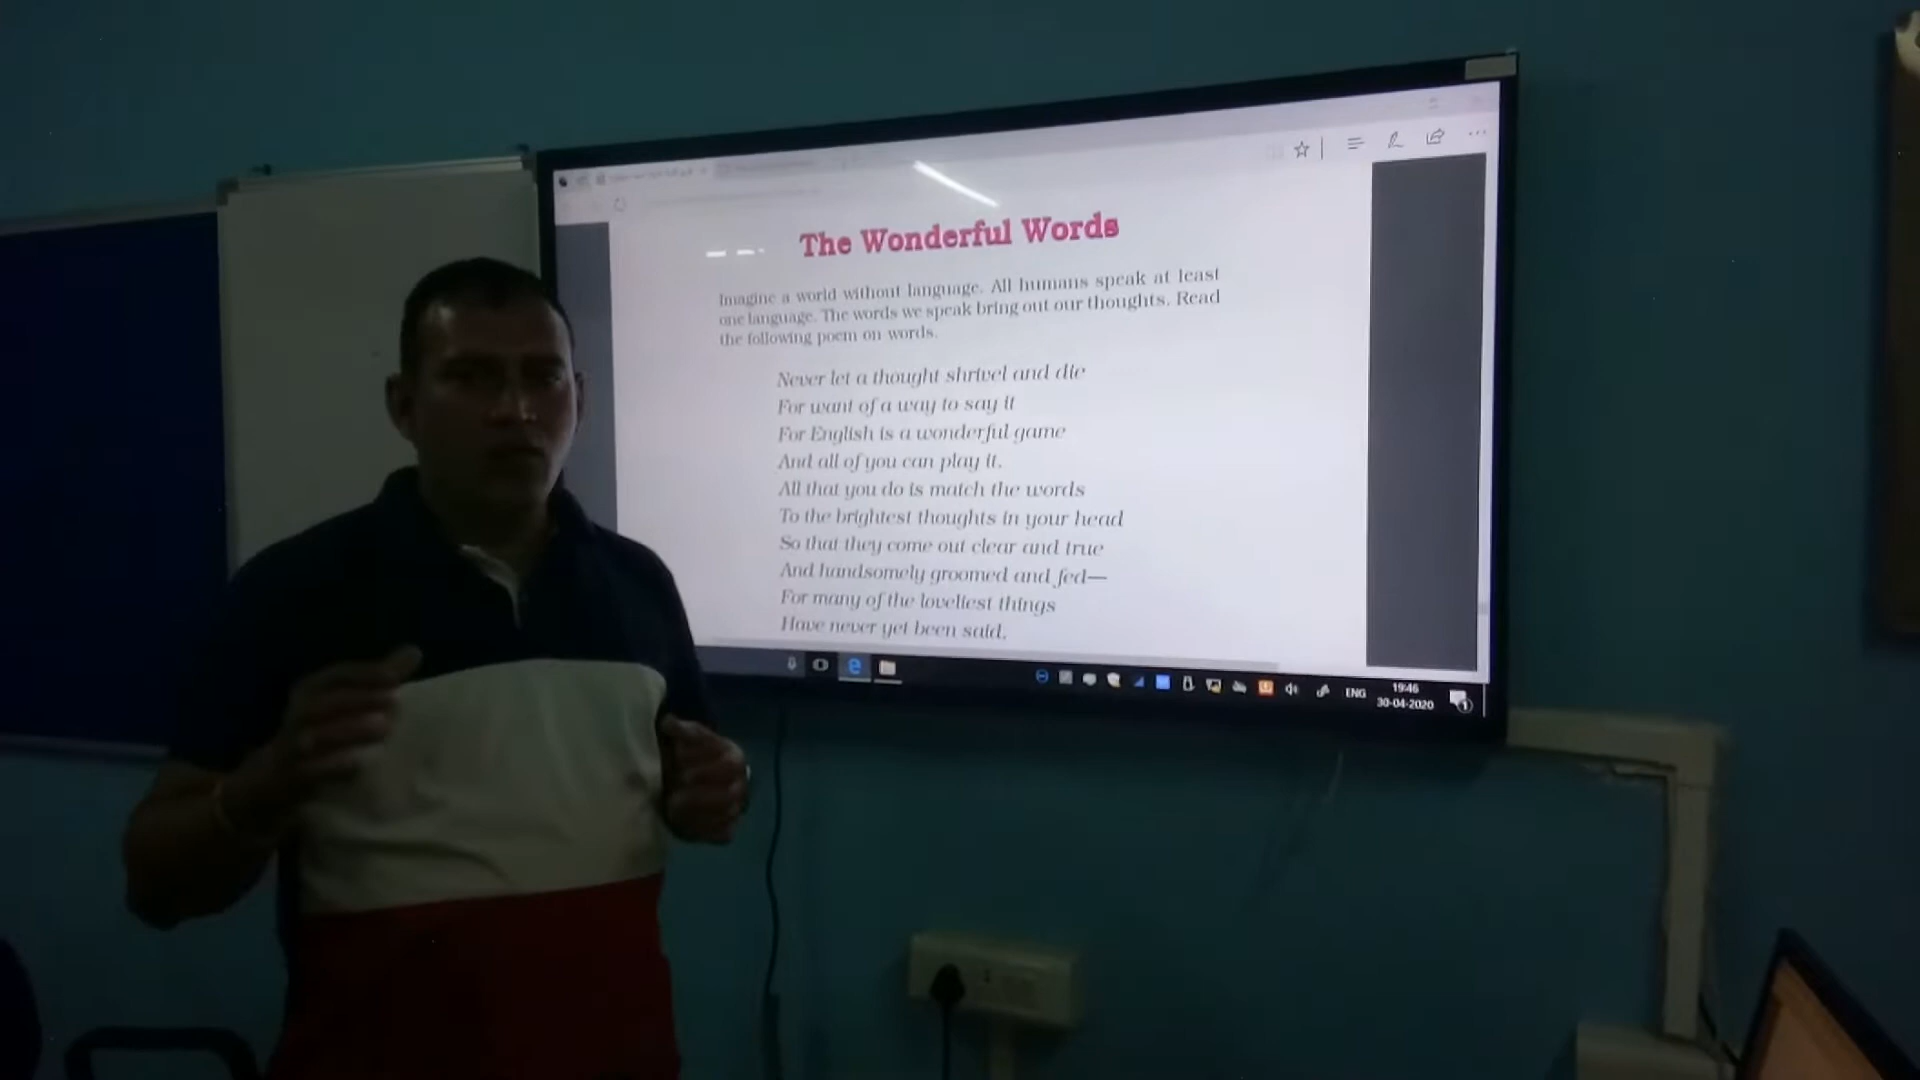 The Wonderful Words
Imagine a world without language. All humans speak at least
one language. The words we speak bring out our thoughts. Read
the following poem on words.
Never let a thought shrivel and die
For want of a way to say it
For English is a wonderful game
And all of you can play it.
All that you do is match the words
To the brightest thoughts in your head
So that they come out clear and true
And handsomely groomed and fed—
For many of the loveliest things
Have never yet been said.
ENG
19:46
30-04-2020
1